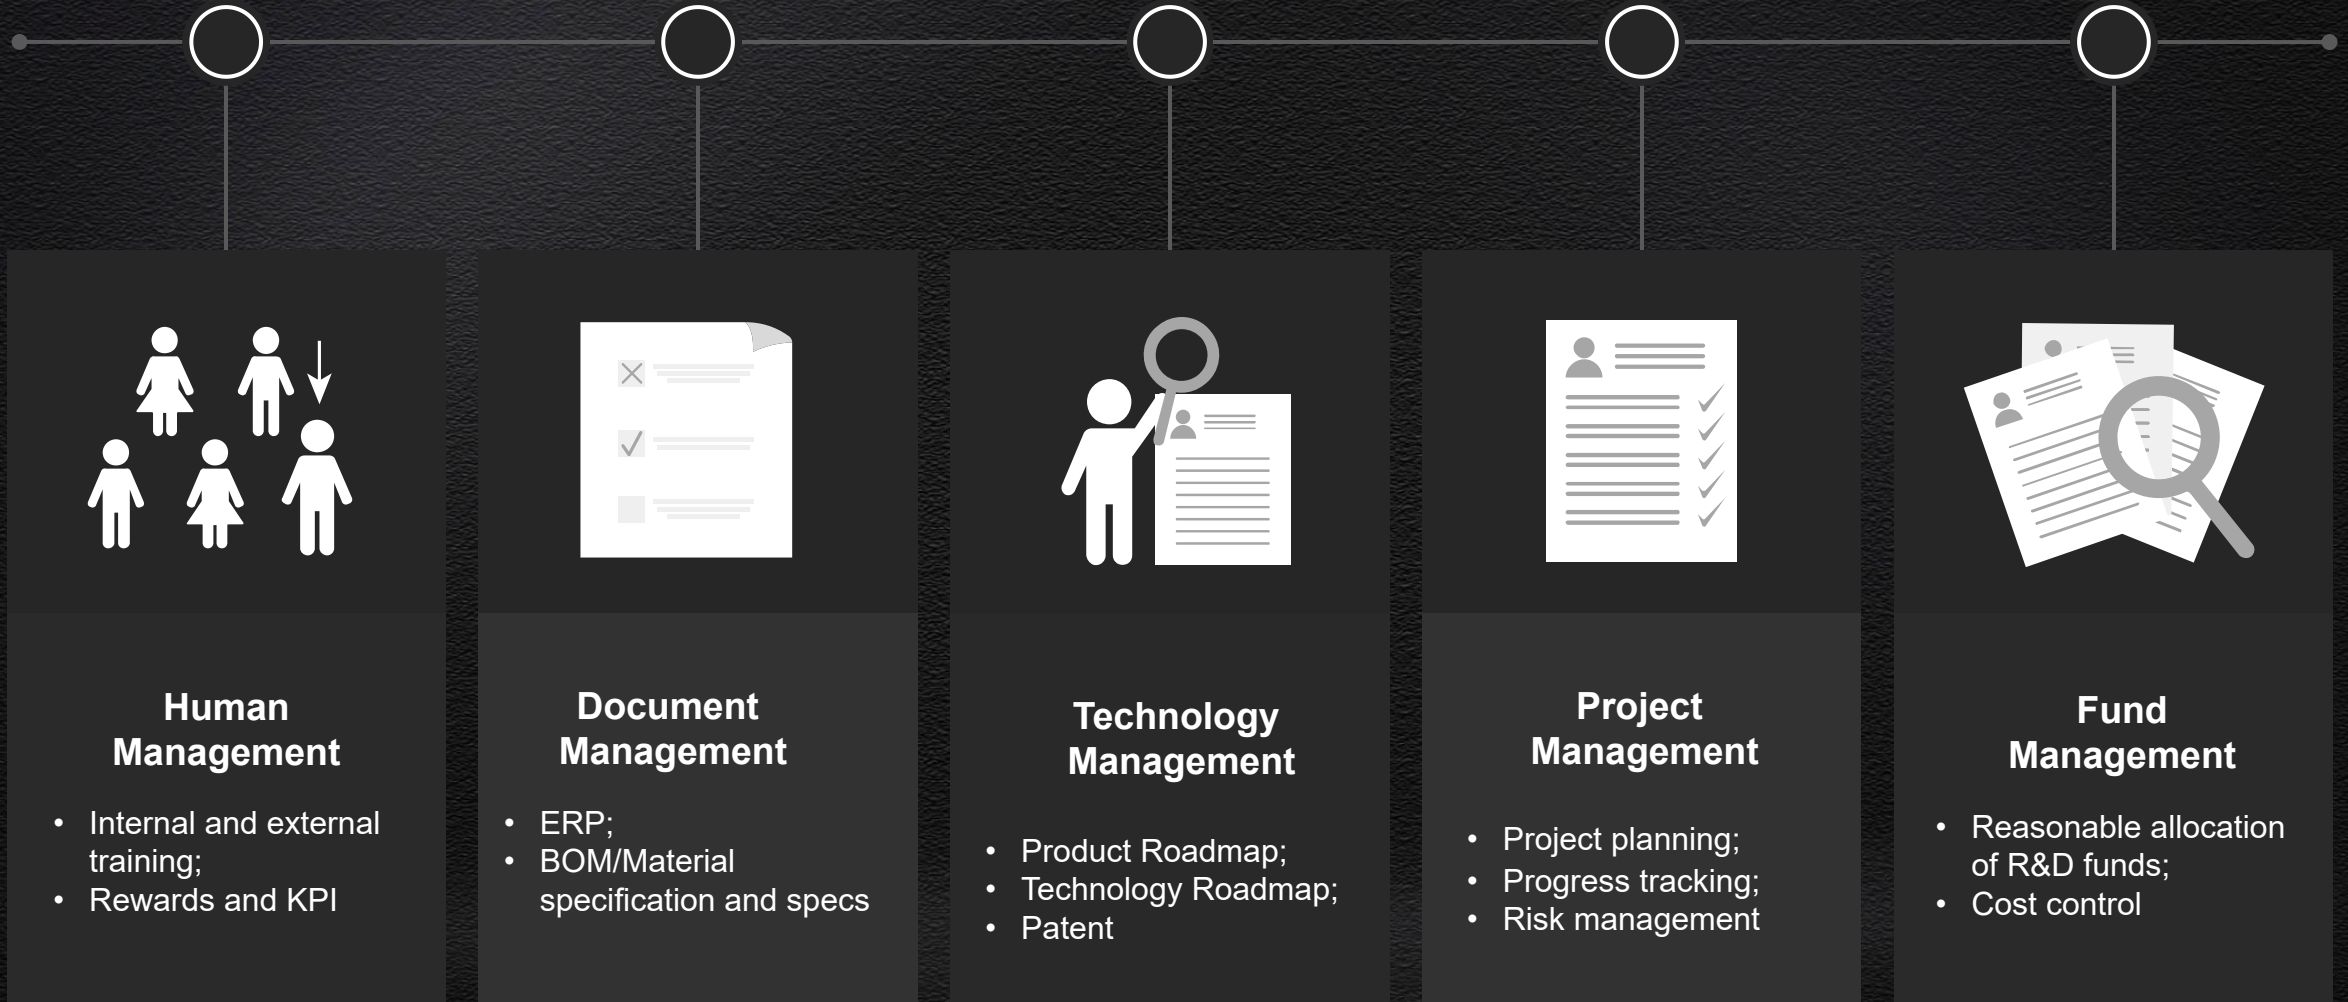 Human
Management
• Internal and external
training;
• Rewards and KPI
Document
Management
• ERP;
• BOM/Material
specification and specs
Technology
Management
• Product Roadmap;
• Technology Roadmap;
• Patent
Project
Management
• Project planning;
• Progress tracking;
• Risk management
Fund
Management
• Reasonable allocation
of R&D funds;
• Cost control